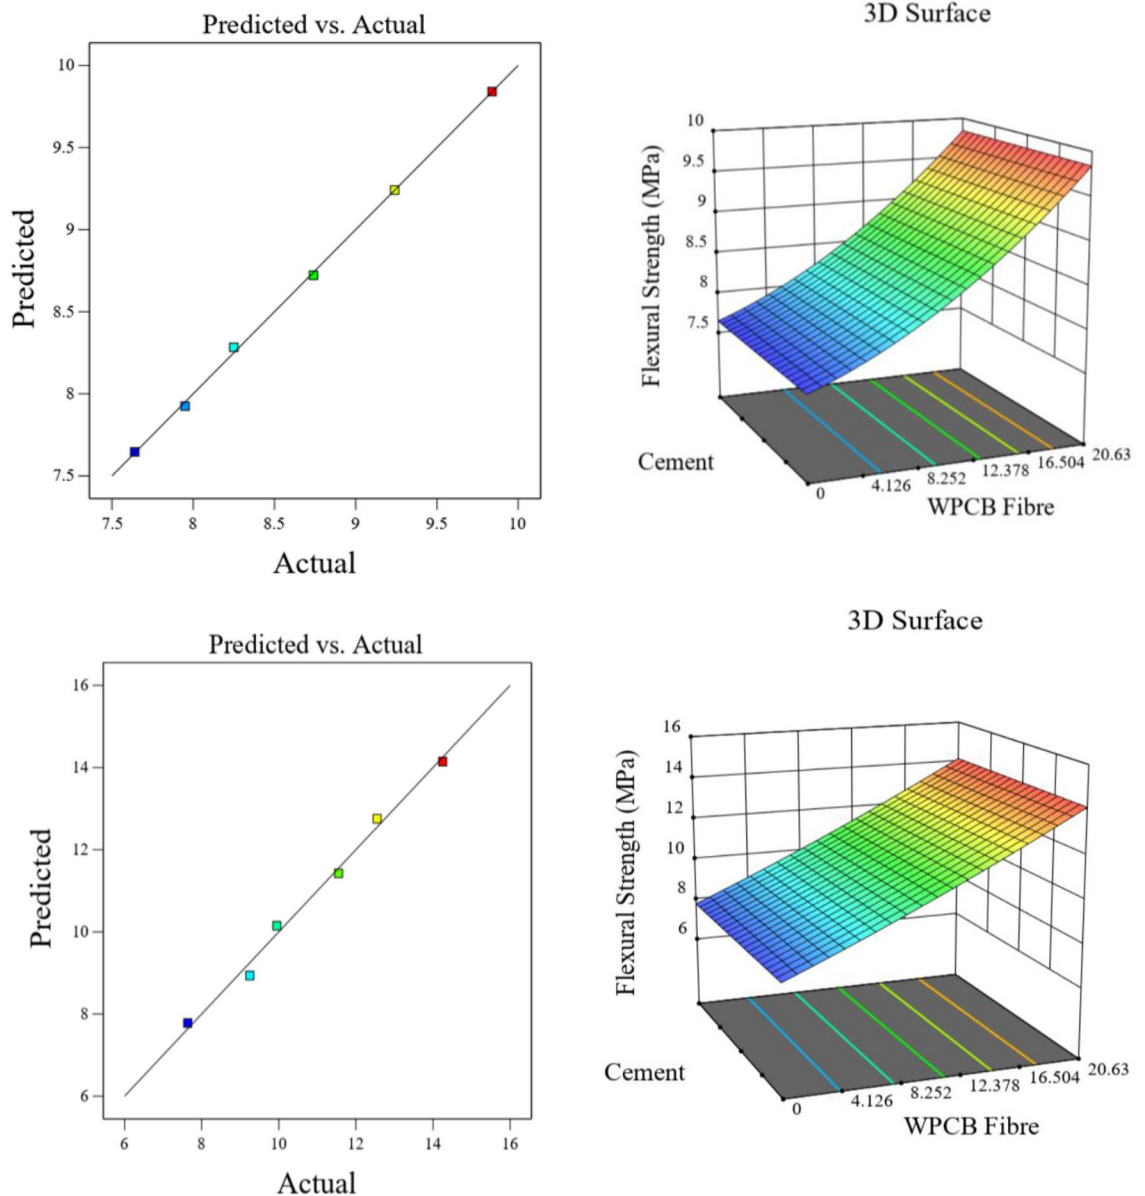 Predicted vs. Actual
10
9.5
9
8.5
8
7.5
Predicted
7.5 8 8.5 9 9.5 10
Actual
3D Surface
10
9.5
9
8.5
8
7.5
Flexural Strength (MPa)
Cement
0 4.126 8.252 12.378 16.504 20.63
WPCB Fibre
Predicted vs. Actual
16
14
12
10
8
6
Predicted
6 8 10 12 14 16
Actual
3D Surface
16
14
12
10
8
6
Flexural Strength (MPa)
Cement
0 4.126 8.252 12.378 16.504 20.63
WPCB Fibre